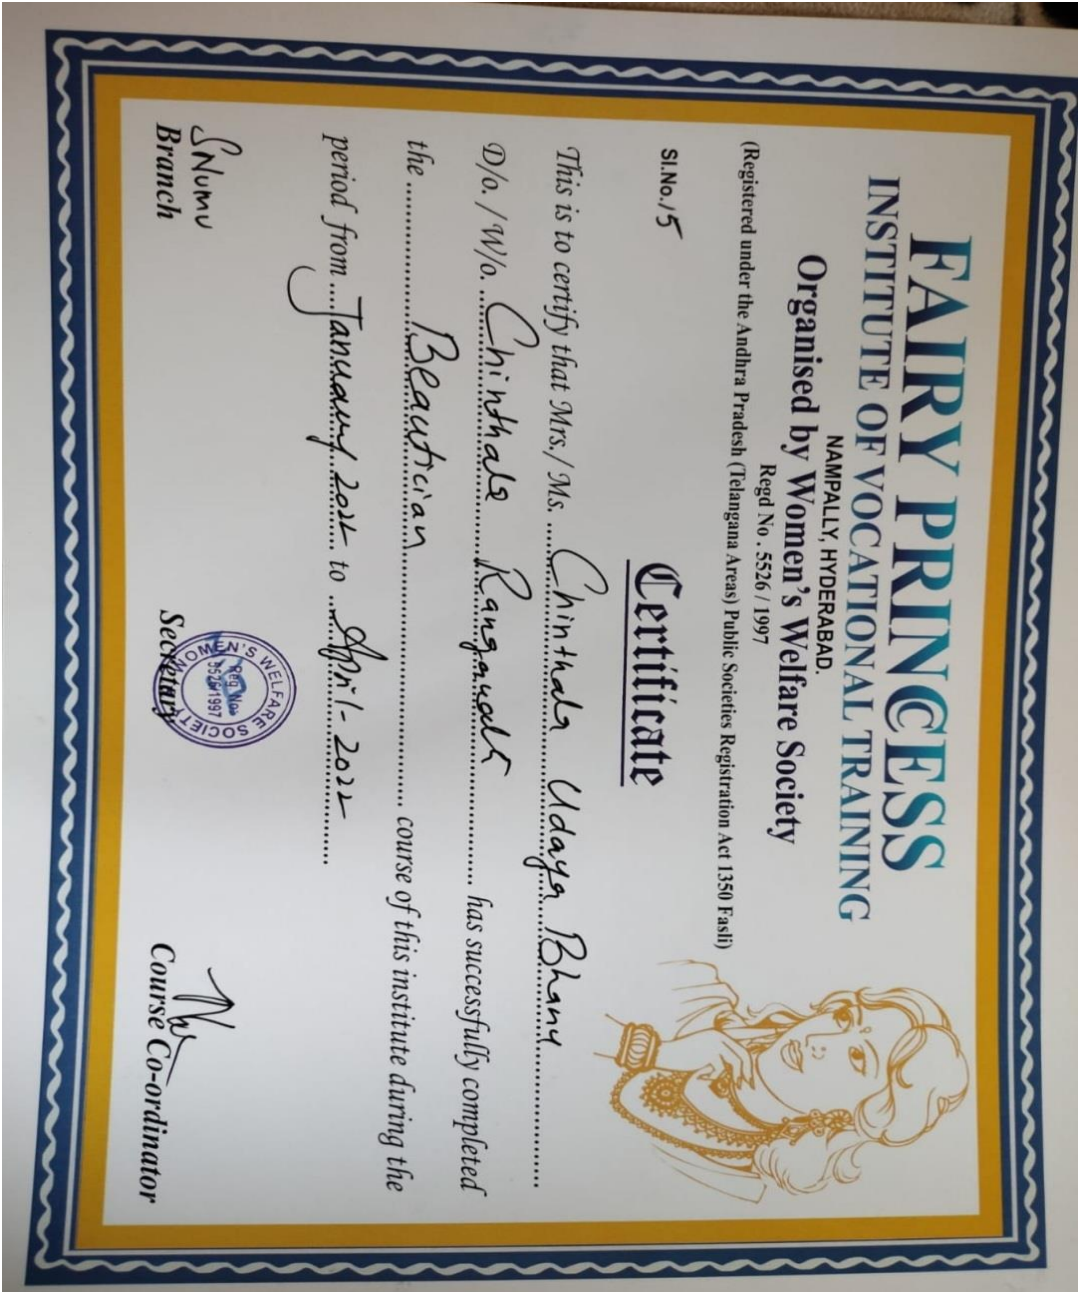 FAIRY PRINCESS
INSTITUTE OF VOCATIONAL TRAINING
NAMPALLY, HYDERABAD.
Organised by Women's Welfare Society
Regd No . 5526 / 1997
(Registered under the Andhra Pradesh (Telangana Areas) Public Societies Registration Act 1350 Fasli)
Sl.No.15
Certificate
This is to certify that Mrs./ Ms. Chinthala Udaya Bhanu
D/o. / W/o. Chinthala Ranganath has successfully completed
the Beautician course of this institute during the
period from January 2022 to April - 2022
Branch
Secretary
WOMEN'S WELFARE SOCIETY
5526/1997
Course Co-ordinator